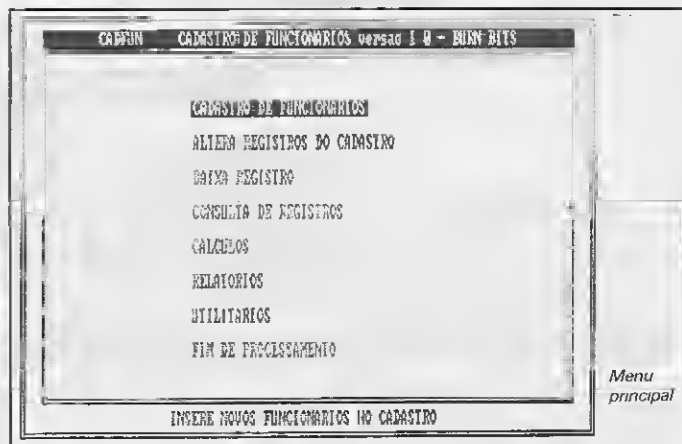 CADFUN CADASTRO DE FUNCIONARIOS versao 1.0 - BURN BITS
CADASTRO DE FUNCIONARIOS
ALTERA REGISTROS DO CADASTRO
BAIXA REGISTRO
CONSULTA DE REGISTROS
CALCULOS
RELATORIOS
UTILITARIOS
FIM DE PROCESSAMENTO
INSERE NOVOS FUNCIONARIOS NO CADASTRO
Menu
principal